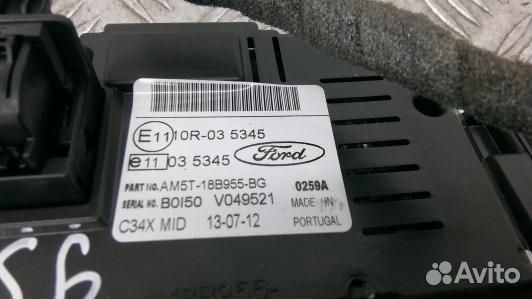 E11 10R-03 5345
e11 03 5345 Ford
PART NO. AM5T-18B955-BG 0259A
SERIAL NO. B0I50 V049521 MADE IN
C34X MID 13-07-12 PORTUGAL
Avito